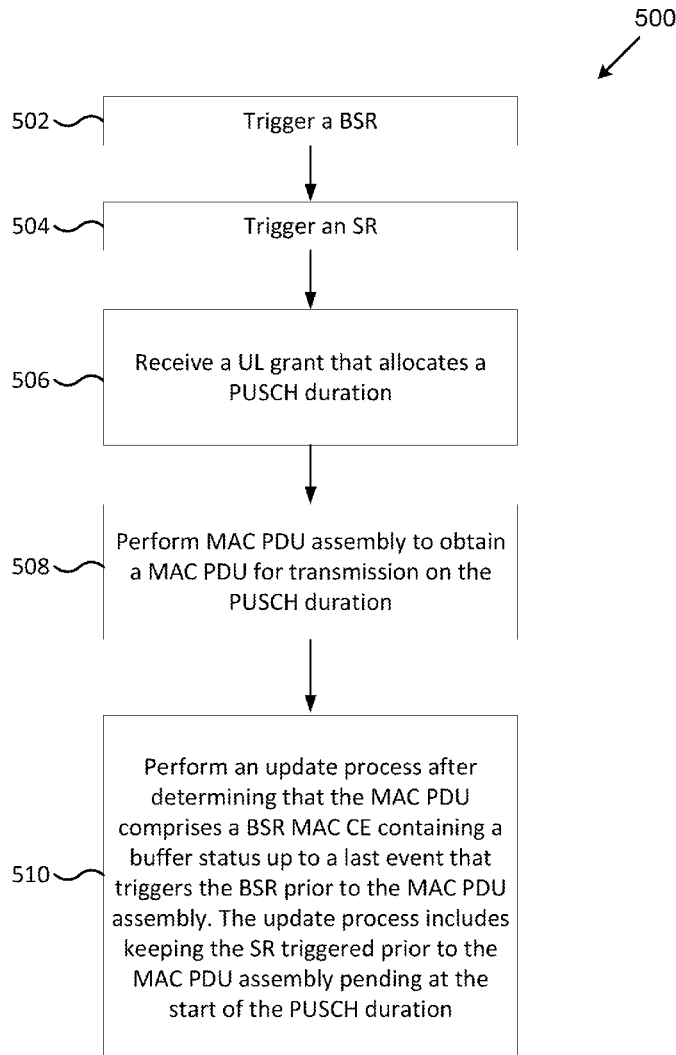 500
502
Trigger a BSR
504
Trigger an SR
506
Receive a UL grant that allocates a
PUSCH duration
508
Perform MAC PDU assembly to obtain
a MAC PDU for transmission on the
PUSCH duration
510
Perform an update process after
determining that the MAC PDU
comprises a BSR MAC CE containing a
buffer status up to a last event that
triggers the BSR prior to the MAC PDU
assembly. The update process includes
keeping the SR triggered prior to the
MAC PDU assembly pending at the
start of the PUSCH duration